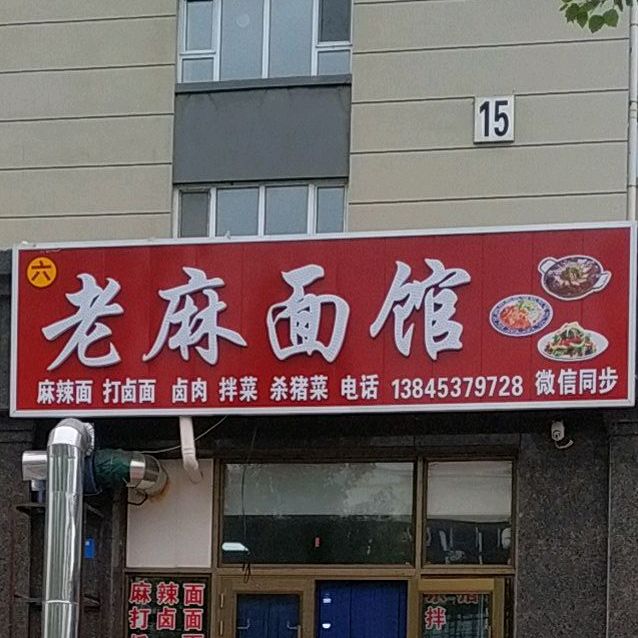 15
六
老麻面馆
麻辣面 打卤面 卤肉 拌菜 杀猪菜 电话 13845379728 微信同步
麻辣面
打卤面
拌